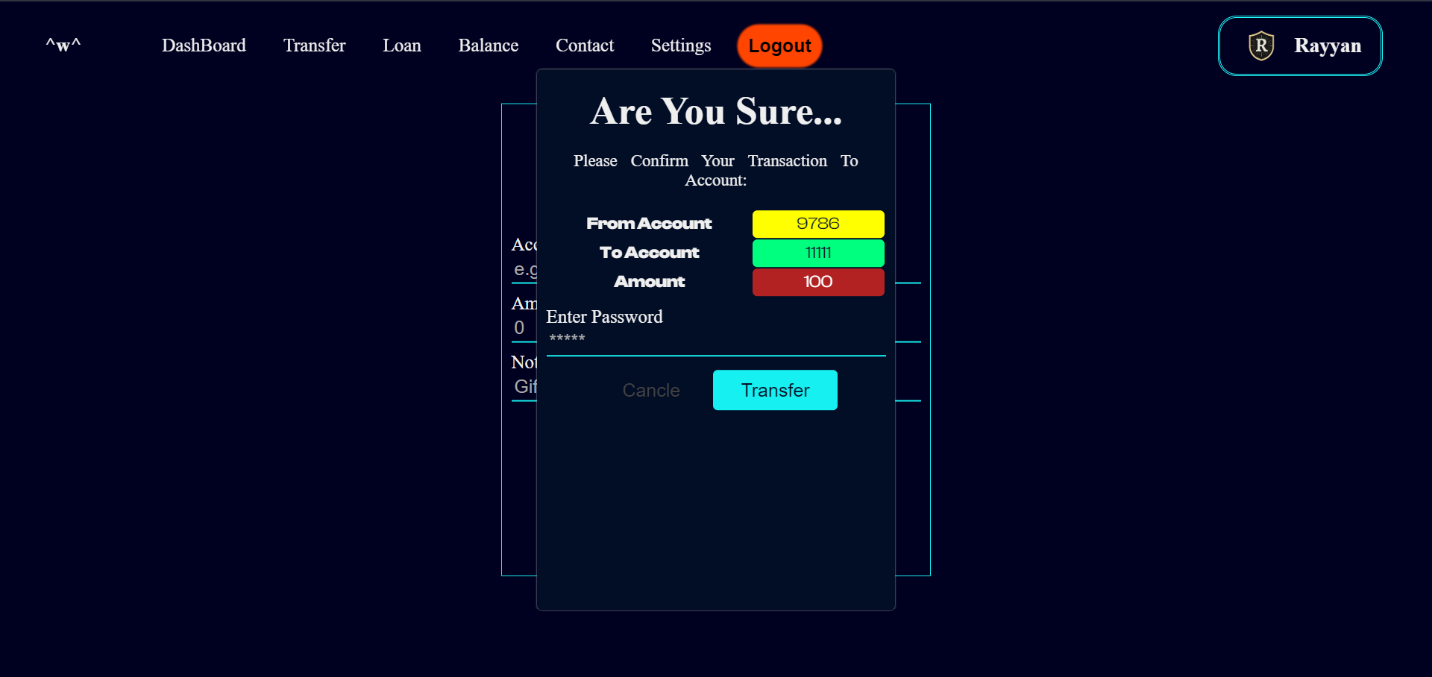 ^w^ DashBoard Transfer Loan Balance Contact Settings Logout R Rayyan
Are You Sure...
Please Confirm Your Transaction To
Account:
From Account 9786
To Account 11111
Amount 100
Enter Password
*****
Cancle Transfer
Acc
e.g
Am
0
Not
Gif